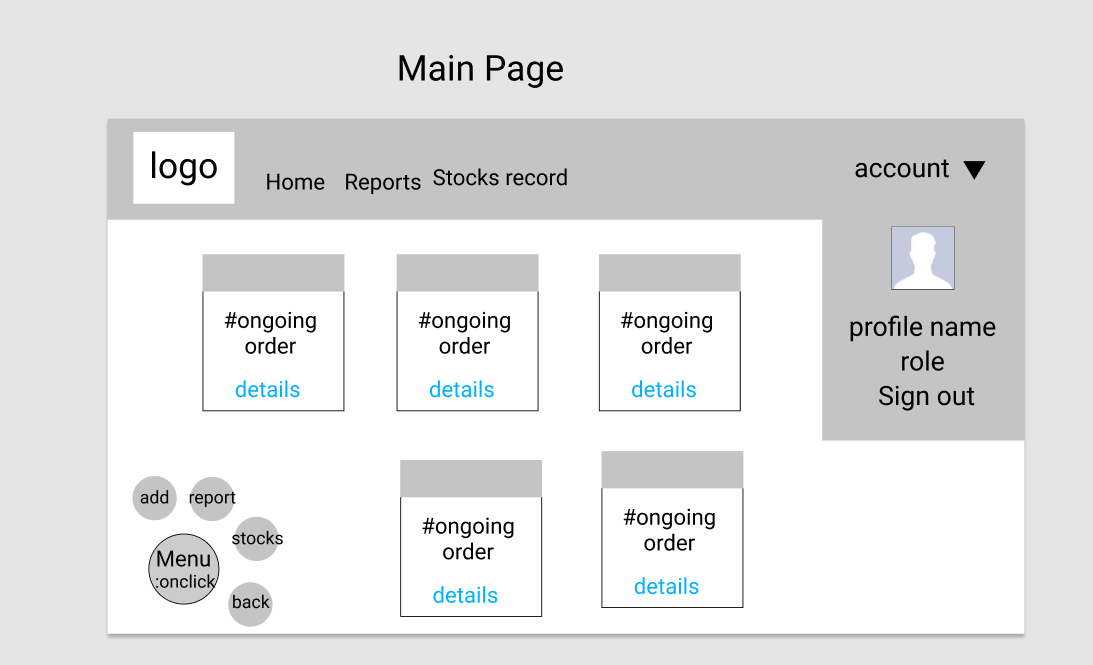 Main Page
logo
Home Reports Stocks record
account
profile name
role
Sign out
#ongoing
order
details
#ongoing
order
details
#ongoing
order
details
#ongoing
order
details
#ongoing
order
details
add
report
stocks
Menu
:onclick
back